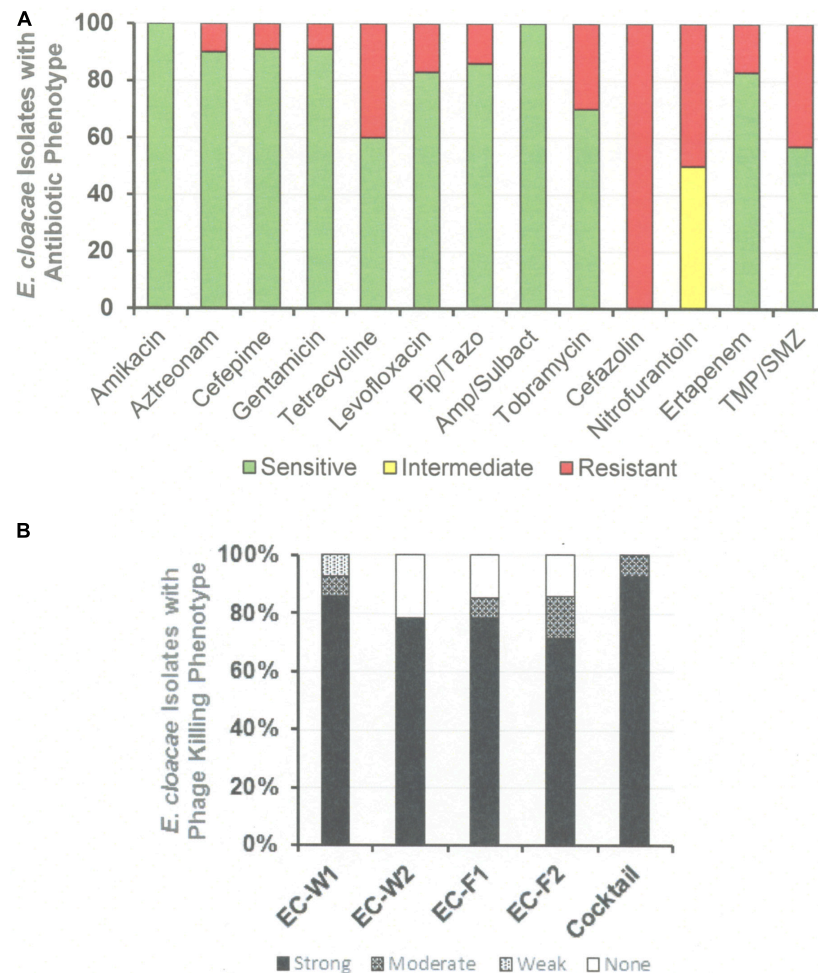 A
E. cloacae Isolates with
Antibiotic Phenotype
100
80
60
40
20
0
Amikacin
Aztreonam
Cefepime
Gentamicin
Tetracycline
Levofloxacin
Pip/Tazo
Amp/Sulbact
Tobramycin
Cefazolin
Nitrofurantoin
Ertapenem
TMP/SMZ
Sensitive Intermediate Resistant
B
E. cloacae Isolates with
Phage Killing Phenotype
100%
80%
60%
40%
20%
0%
EC-W1
EC-W2
EC-F1
EC-F2
Cocktail
Strong Moderate Weak None